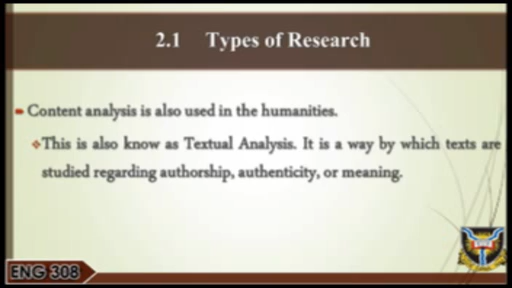 2.1 Types of Research
Content analysis is also used in the humanities.
This is also know as Textual Analysis. It is a way by which texts are
studied regarding authorship, authenticity, or meaning.
ENG 308